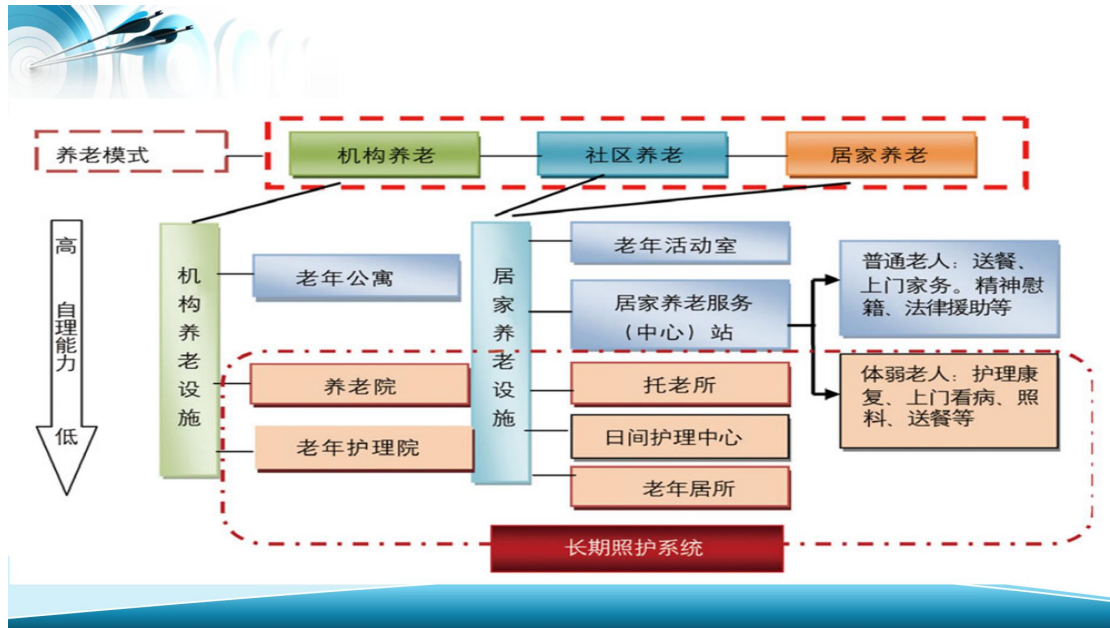 养老模式
机构养老
社区养老
居家养老
高
自理能力
低
机构养老设施
老年公寓
养老院
老年护理院
居家养老设施
老年活动室
居家养老服务
（中心）站
托老所
日间护理中心
老年居所
普通老人：送餐、
上门家务。精神慰
籍、法律援助等
体弱老人：护理康
复、上门看病、照
料、送餐等
长期照护系统